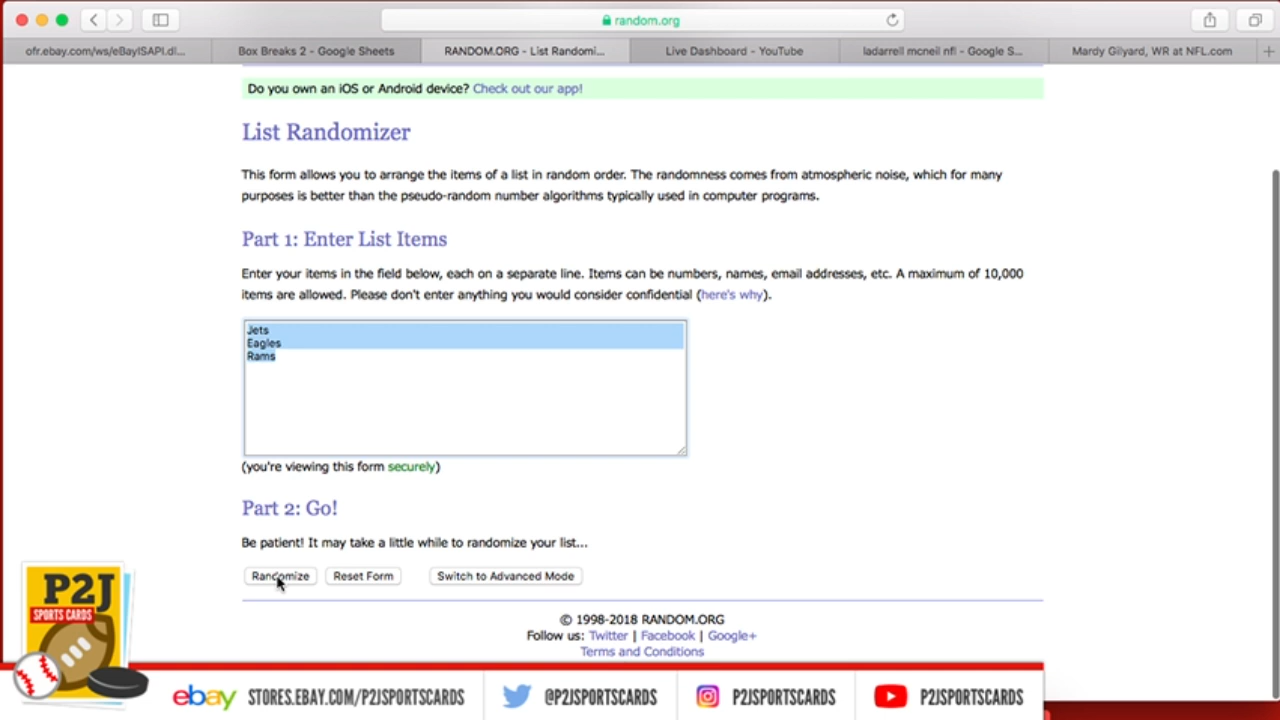 random.org
ofr.ebay.com/ws/eBayISAPI.dl...
Box Breaks 2 - Google Sheets
RANDOM.ORG - List Randomi...
Live Dashboard - YouTube
ladarrell mcneil nfl - Google S...
Mardy Gilyard, WR at NFL.com
Do you own an iOS or Android device? Check out our app!
List Randomizer
This form allows you to arrange the items of a list in random order. The randomness comes from atmospheric noise, which for many
purposes is better than the pseudo-random number algorithms typically used in computer programs.
Part 1: Enter List Items
Enter your items in the field below, each on a separate line. Items can be numbers, names, email addresses, etc. A maximum of 10,000
items are allowed. Please don't enter anything you would consider confidential (here's why).
Jets
Eagles
Rams
(you're viewing this form securely)
Part 2: Go!
Be patient! It may take a little while to randomize your list...
Randomize
Reset Form
Switch to Advanced Mode
© 1998-2018 RANDOM.ORG
Follow us: Twitter | Facebook | Google+
Terms and Conditions
P2J
SPORTS CARDS
ebay STORES.EBAY.COM/P2JSPORTSCARDS
@P2JSPORTSCARDS
P2JSPORTSCARDS
P2JSPORTSCARDS